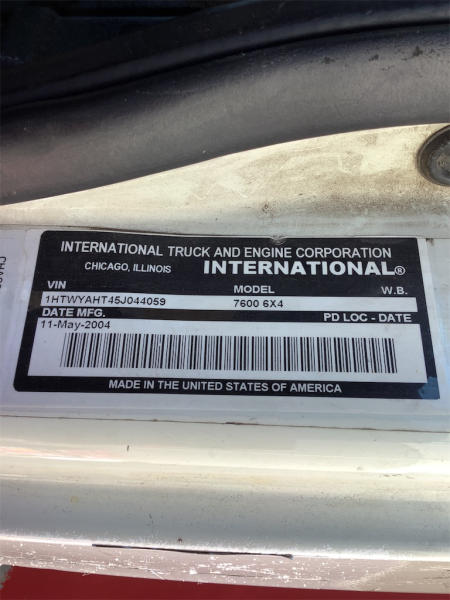 INTERNATIONAL TRUCK AND ENGINE CORPORATION
CHICAGO, ILLINOIS INTERNATIONAL®
VIN MODEL W.B.
1HTWYAHT45J044059 7600 6X4
DATE MFG. PD LOC - DATE
11-May-2004
MADE IN THE UNITED STATES OF AMERICA